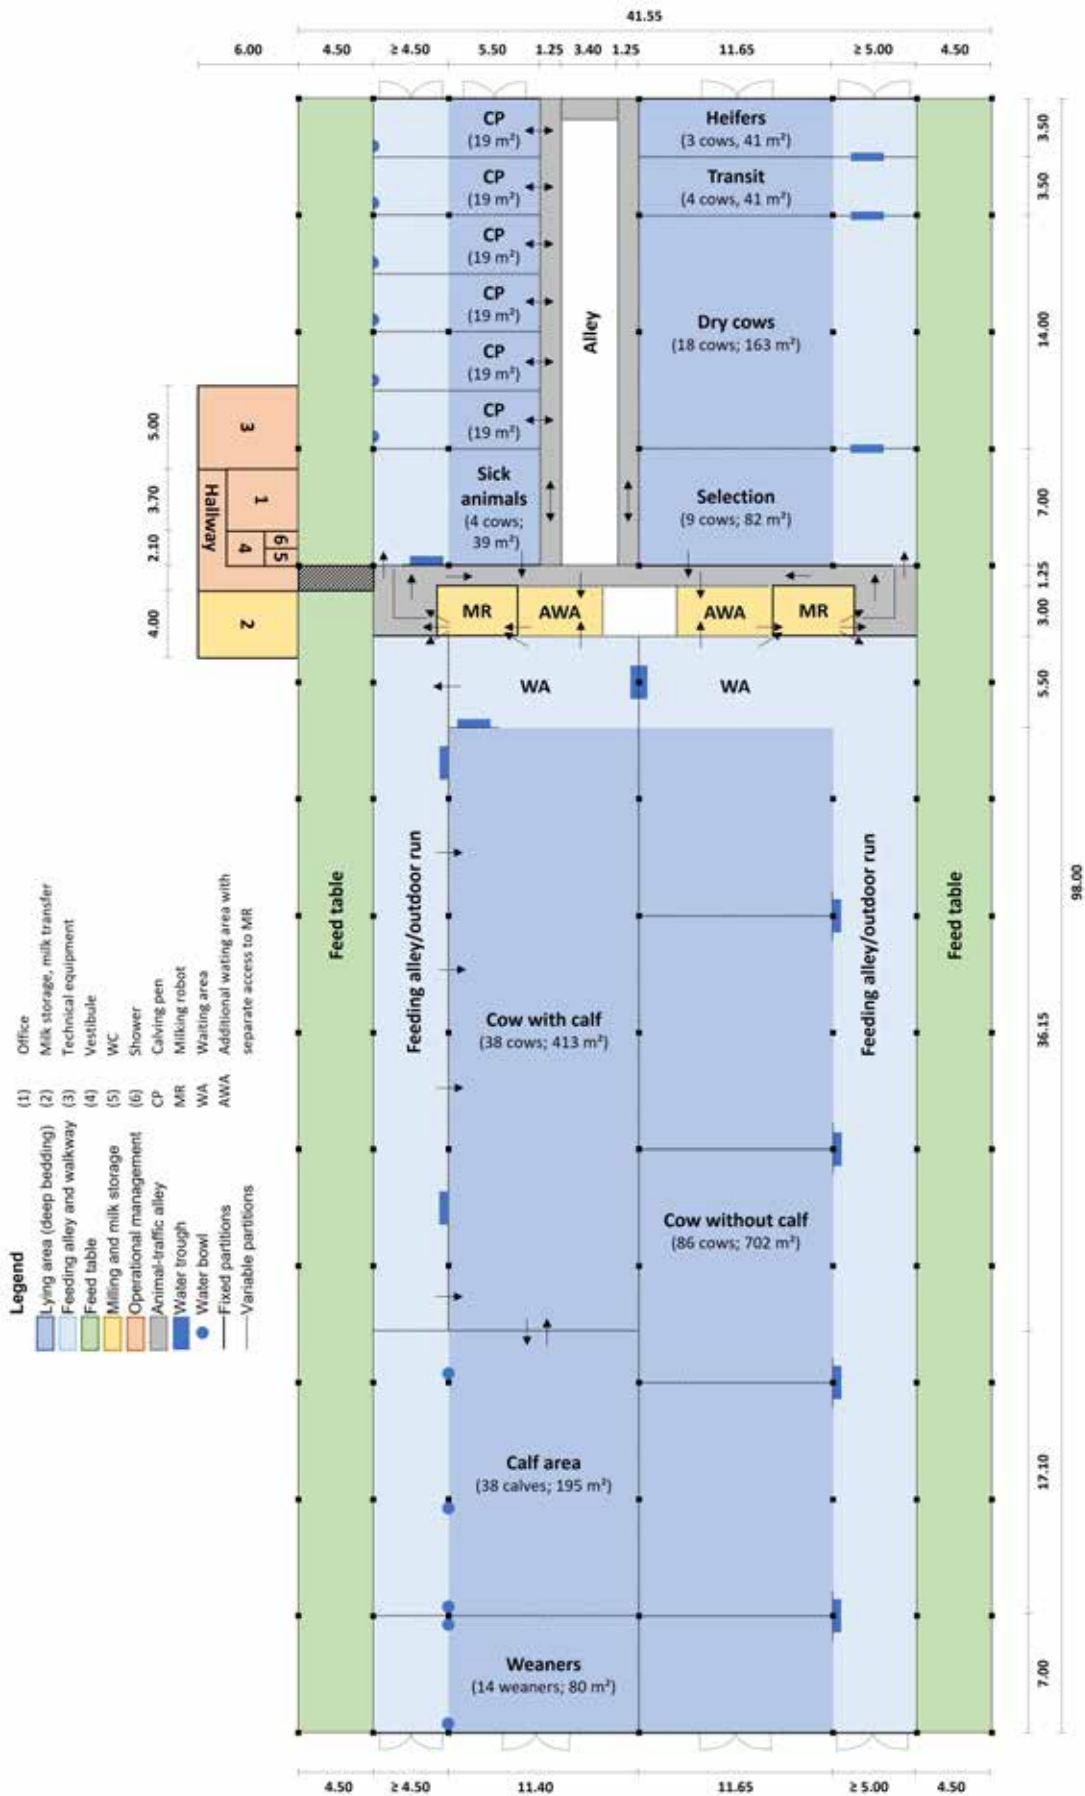 41.55
6.00
4.50
≥ 4.50
5.50
1.25
3.40
1.25
11.65
≥ 5.00
4.50
CP
(19 m²)
CP
(19 m²)
CP
(19 m²)
CP
(19 m²)
CP
(19 m²)
CP
(19 m²)
Sick
animals
(4 cows;
39 m²)
Alley
Heifers
(3 cows, 41 m²)
Transit
(4 cows, 41 m²)
Dry cows
(18 cows; 163 m²)
Selection
(9 cows; 82 m²)
3.50
3.50
14.00
7.00
1.25
3.00
5.50
36.15
17.10
7.00
98.00
5.00
3.70
2.10
4.00
3
Hallway
1
4
6
5
2
MR
AWA
AWA
MR
WA
WA
Feed table
Feeding alley/outdoor run
Cow with calf
(38 cows; 413 m²)
Cow without calf
(86 cows; 702 m²)
Feeding alley/outdoor run
Feed table
Calf area
(38 calves; 195 m²)
Weaners
(14 weaners; 80 m²)
4.50
≥ 4.50
11.40
11.65
≥ 5.00
4.50
Legend
Lying area (deep bedding)
Feeding alley and walkway
Feed table
Milling and milk storage
Operational management
Animal-traffic alley
Water trough
Water bowl
Fixed partitions
Variable partitions
(1) Office
(2) Milk storage, milk transfer
(3) Technical equipment
(4) Vestibule
(5) WC
(6) Shower
CP Calving pen
MR Milking robot
WA Waiting area
AWA Additional wating area with
separate access to MR